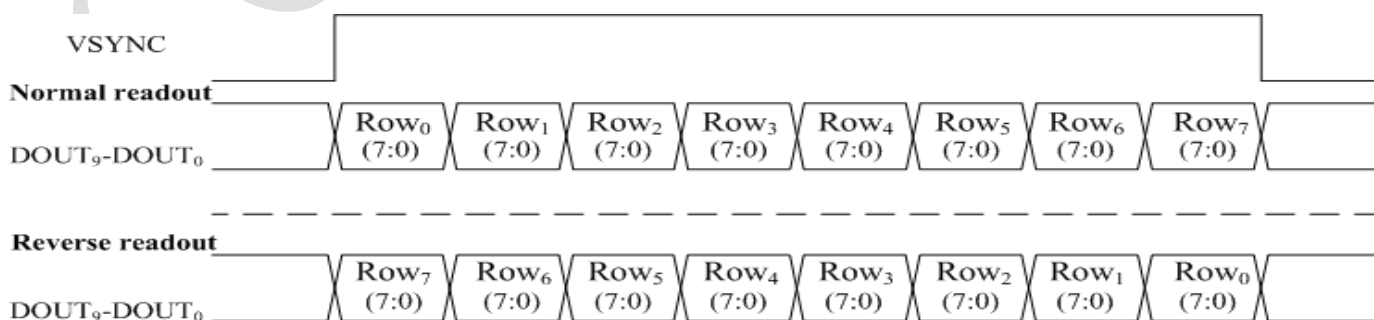 VSYNC
Normal readout
Row₀ Row₁ Row₂ Row₃ Row₄ Row₅ Row₆ Row₇
DOUT₉-DOUT₀ (7:0) (7:0) (7:0) (7:0) (7:0) (7:0) (7:0) (7:0)
Reverse readout
Row₇ Row₆ Row₅ Row₄ Row₃ Row₂ Row₁ Row₀
DOUT₉-DOUT₀ (7:0) (7:0) (7:0) (7:0) (7:0) (7:0) (7:0) (7:0)